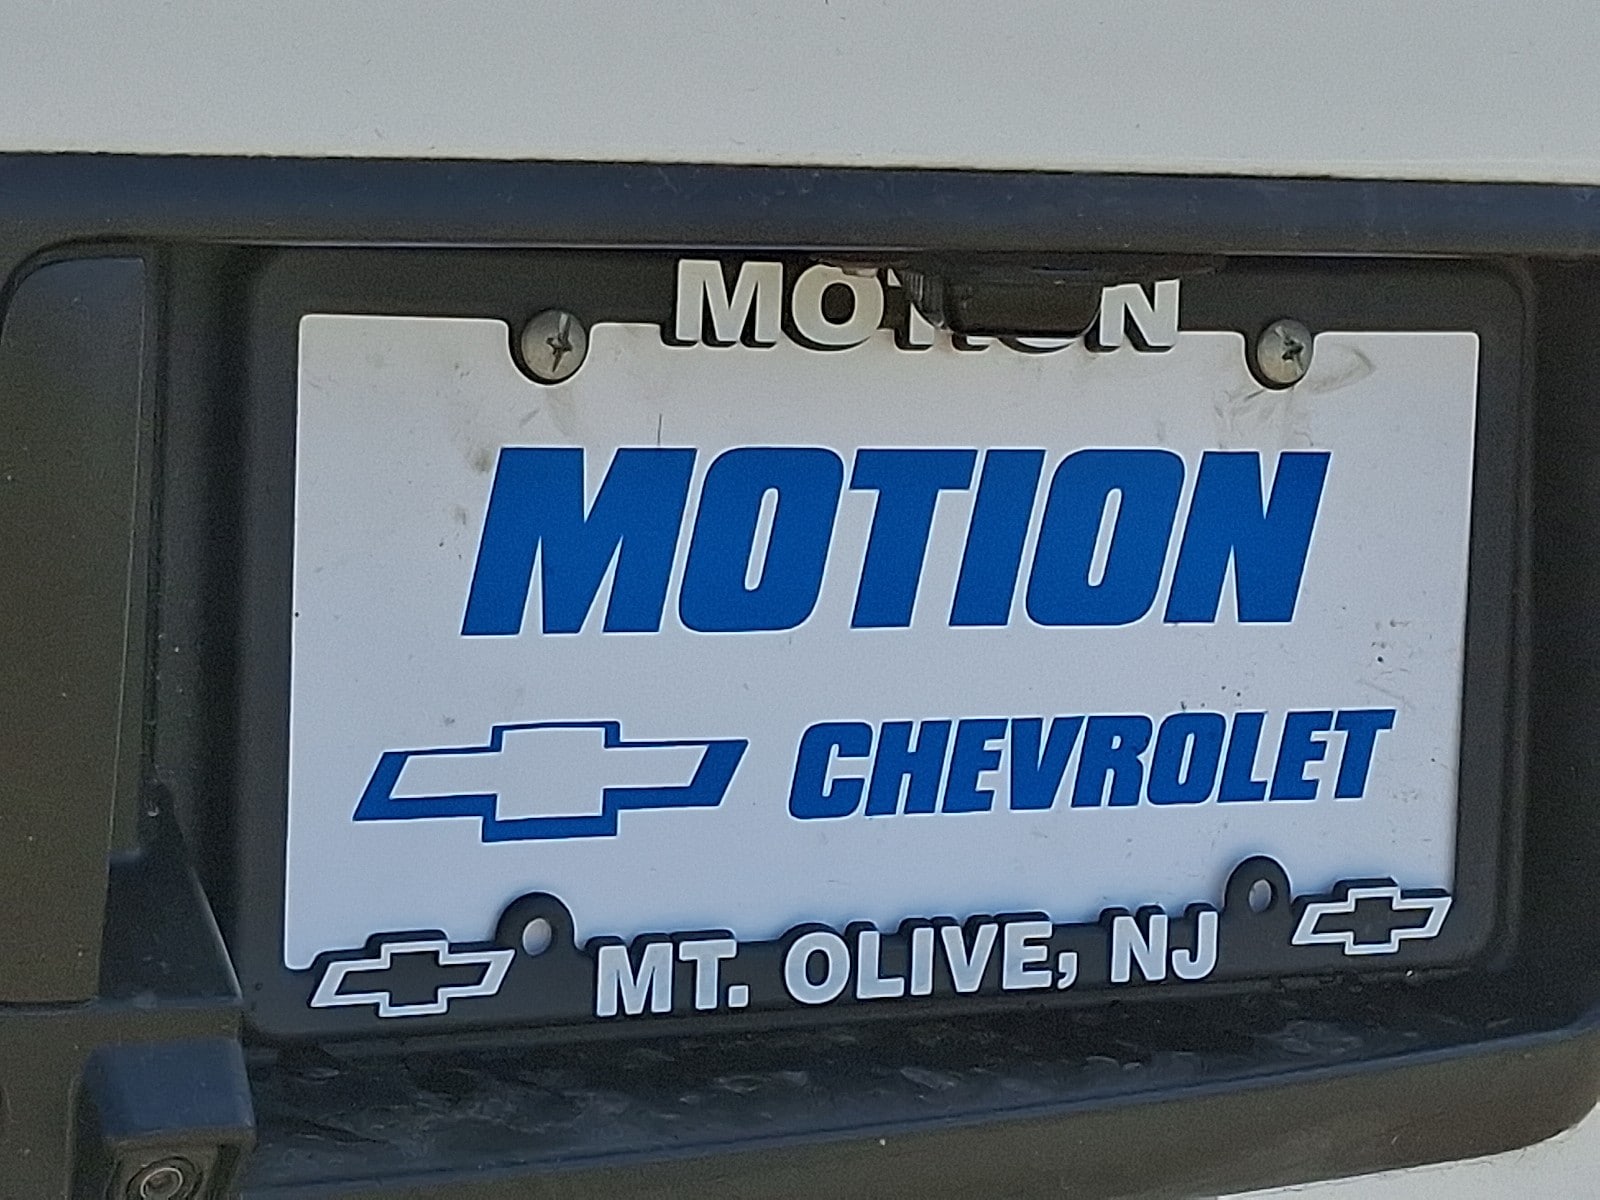 MOTION
MOTION
CHEVROLET
MT. OLIVE, NJ